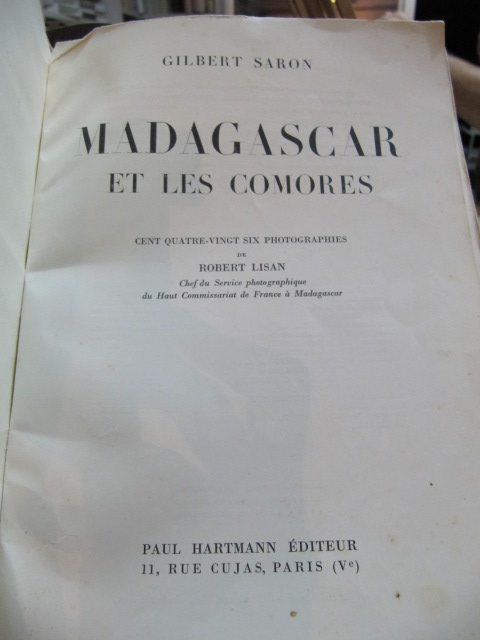 GILBERT SARON
MADAGASCAR
ET LES COMORES
CENT QUATRE-VINGT SIX PHOTOGRAPHIES
DE
ROBERT LISAN
Chef du Service photographique
du Haut Commissariat de France à Madagascar
PAUL HARTMANN ÉDITEUR
11, RUE CUJAS, PARIS (Ve)